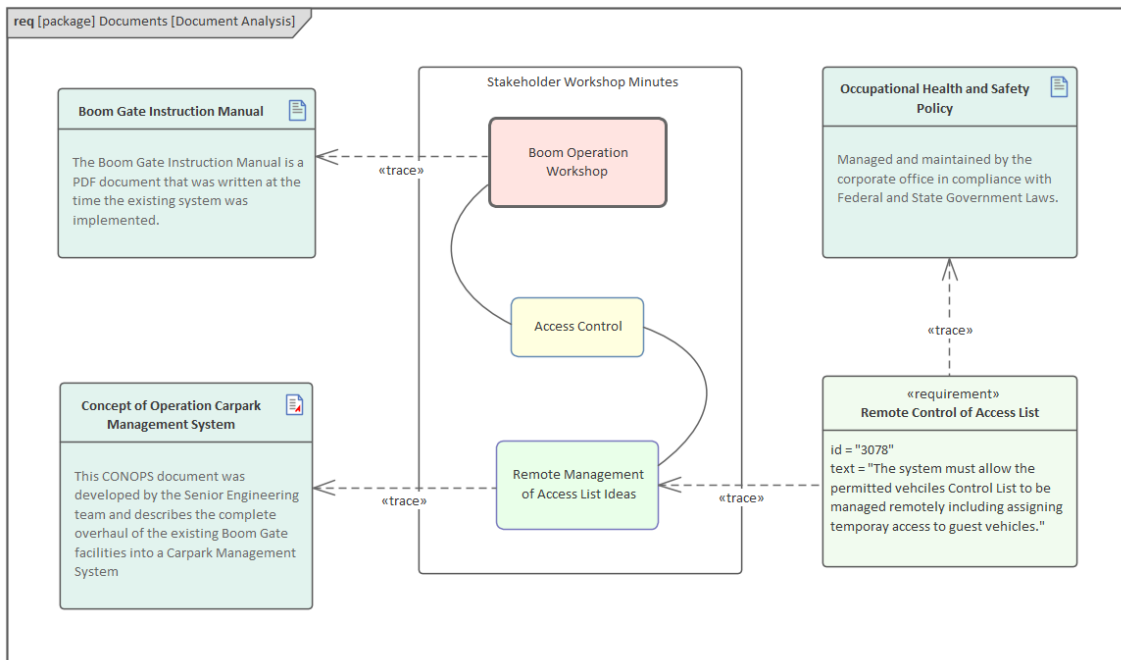 req [package] Documents [Document Analysis]
Boom Gate Instruction Manual
The Boom Gate Instruction Manual is a
PDF document that was written at the
time the existing system was
implemented.
«trace»
Stakeholder Workshop Minutes
Boom Operation
Workshop
Access Control
Remote Management
of Access List Ideas
Occupational Health and Safety
Policy
Managed and maintained by the
corporate office in compliance with
Federal and State Government Laws.
«trace»
Concept of Operation Carpark
Management System
This CONOPS document was
developed by the Senior Engineering
team and describes the complete
overhaul of the existing Boom Gate
facilities into a Carpark Management
System
«trace»
«trace»
«requirement»
Remote Control of Access List
id = "3078"
text = "The system must allow the
permitted vehciles Control List to be
managed remotely including assigning
temporay access to guest vehicles."